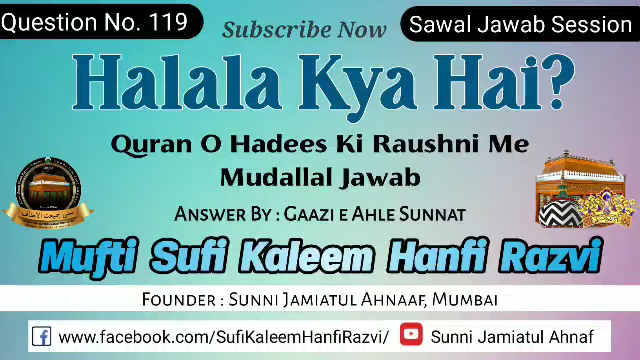 Question No. 119
Subscribe Now
Sawal Jawab Session
Halala Kya Hai?
Quran O Hadees Ki Raushni Me
Mudallal Jawab
Answer By : Gaazi e Ahle Sunnat
Mufti Sufi Kaleem Hanfi Razvi
Founder : Sunni Jamiatul Ahnaaf, Mumbai
www.facebook.com/SufiKaleemHanfiRazvi/
Sunni Jamiatul Ahnaf